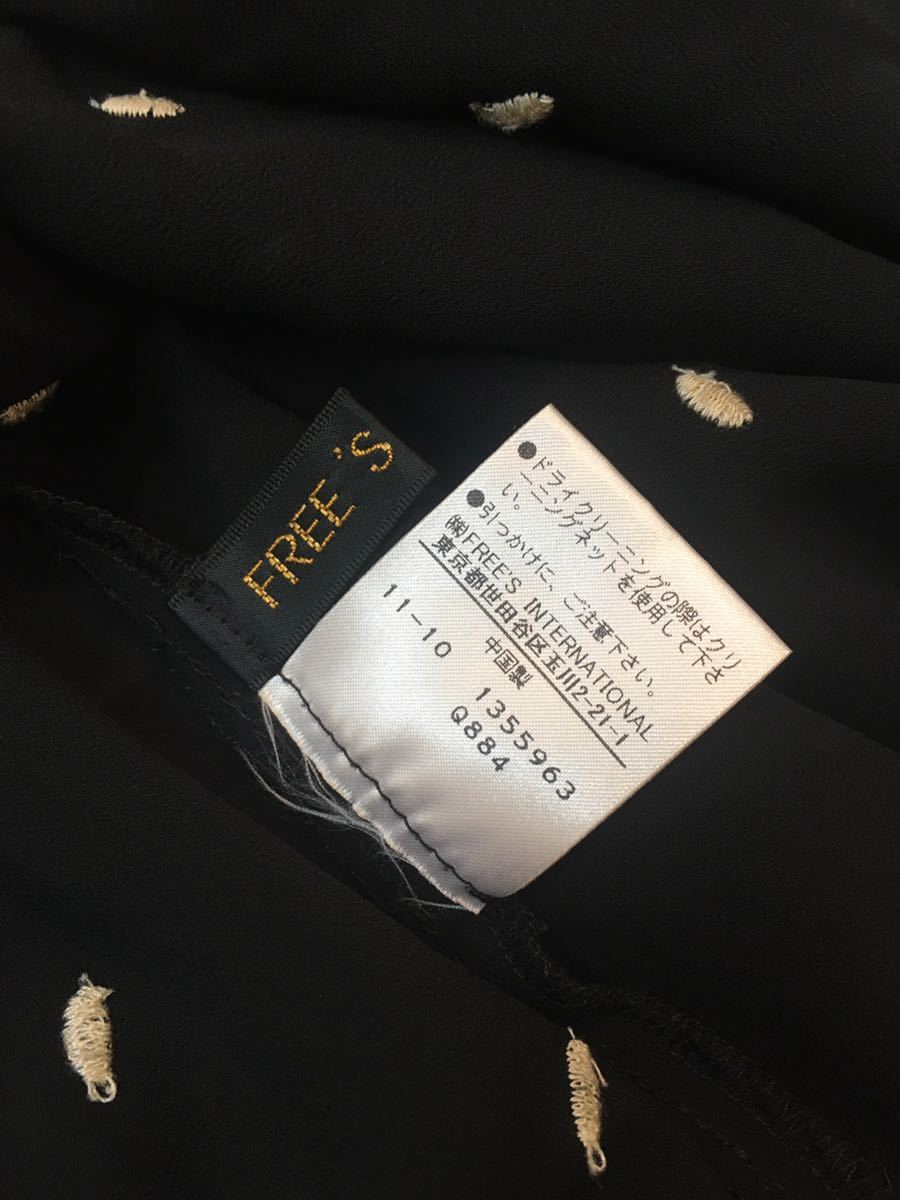 FREE'S
●ドライクリーニングの際はクリ
ーニングネットを使用して下さ
い。
●引っかけに、ご注意下さい。
㈱FREE'S INTERNATIONAL
東京都世田谷区玉川2-21-1
中国製
11-10
1355963
Q884